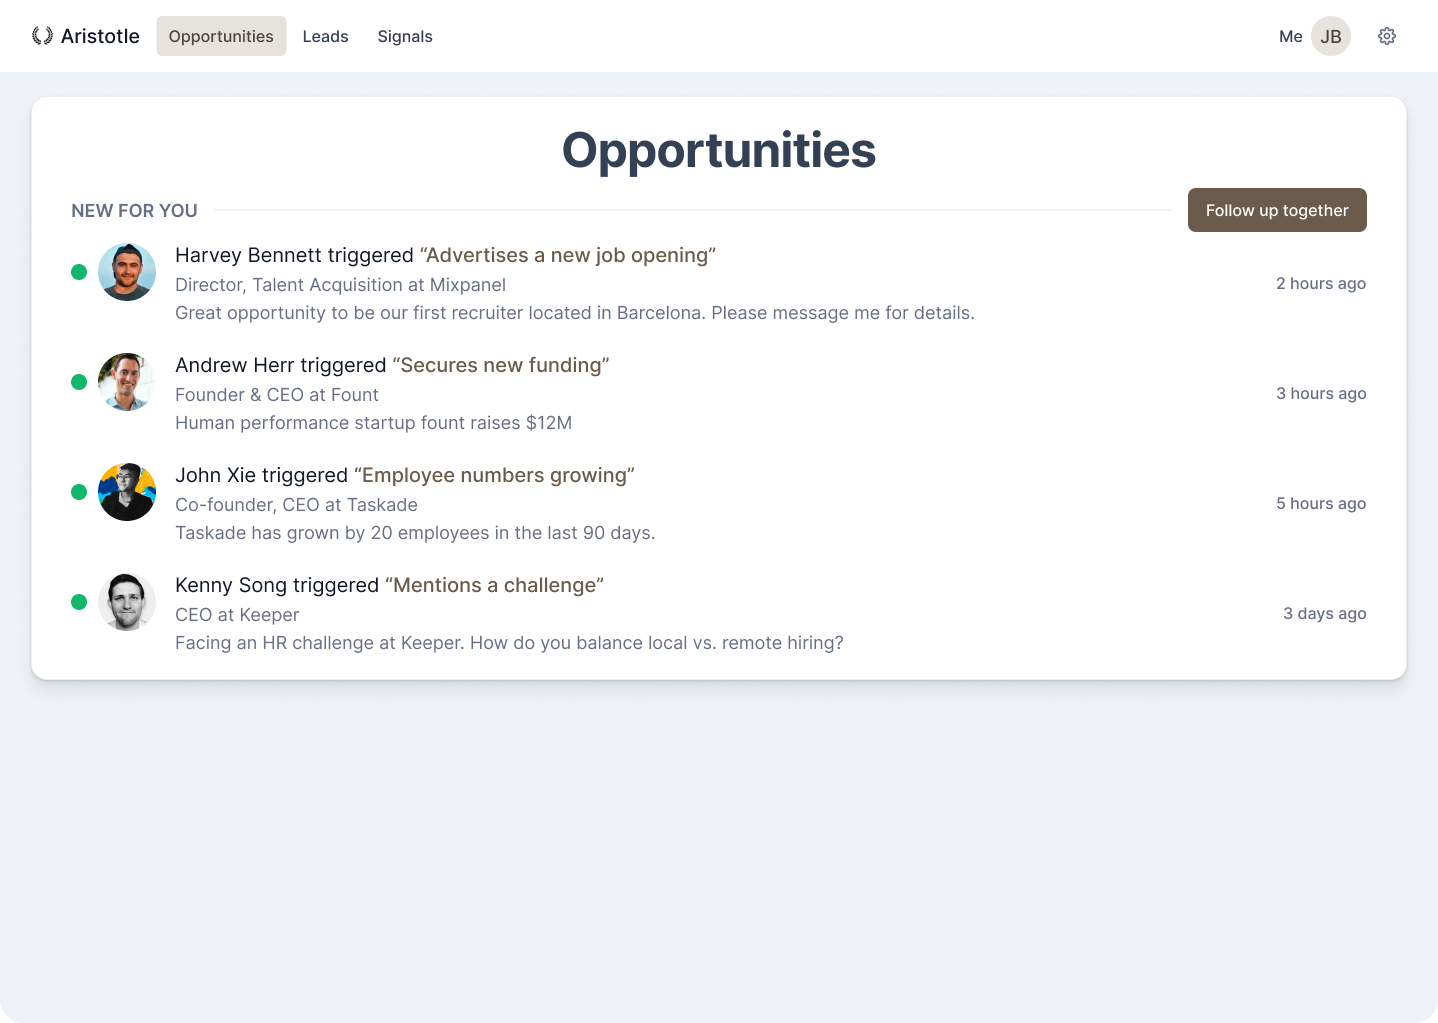 Aristotle
Opportunities
Leads
Signals
Me
JB
Opportunities
NEW FOR YOU
Follow up together
Harvey Bennett triggered “Advertises a new job opening”
Director, Talent Acquisition at Mixpanel
2 hours ago
Great opportunity to be our first recruiter located in Barcelona. Please message me for details.
Andrew Herr triggered “Secures new funding”
Founder & CEO at Fount
3 hours ago
Human performance startup fount raises $12M
John Xie triggered “Employee numbers growing”
Co-founder, CEO at Taskade
5 hours ago
Taskade has grown by 20 employees in the last 90 days.
Kenny Song triggered “Mentions a challenge”
CEO at Keeper
3 days ago
Facing an HR challenge at Keeper. How do you balance local vs. remote hiring?